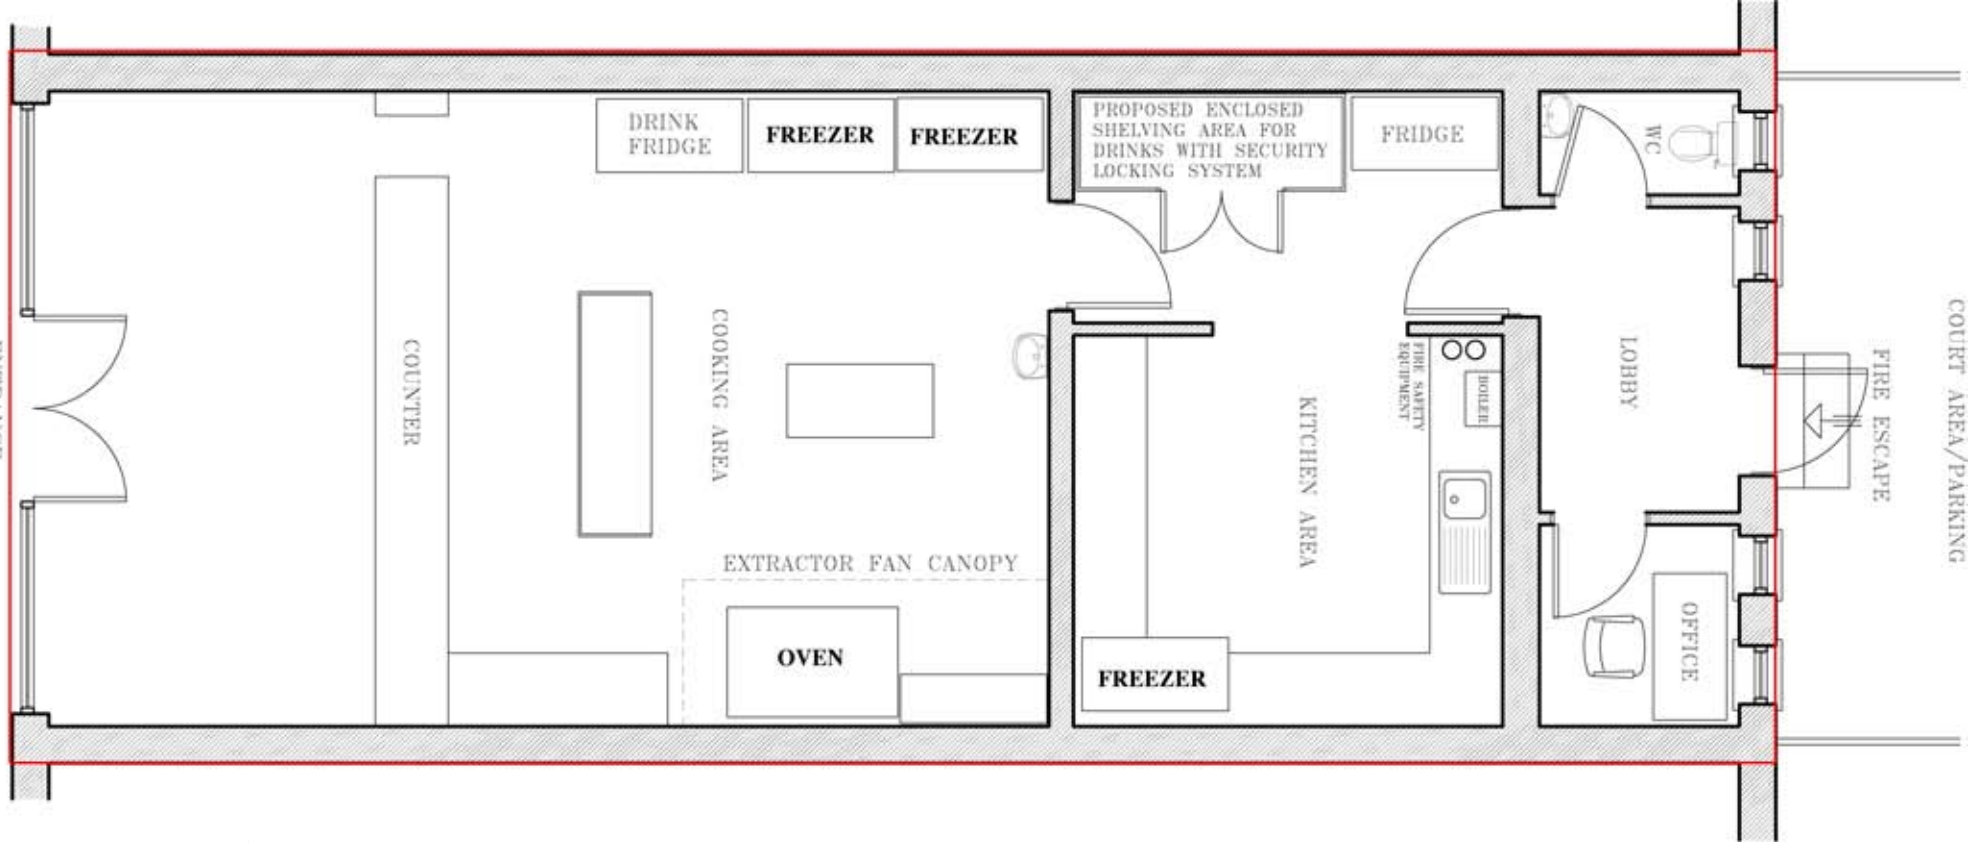 DRINK
FRIDGE
FREEZER
FREEZER
PROPOSED ENCLOSED
SHELVING AREA FOR
DRINKS WITH SECURITY
LOCKING SYSTEM
FRIDGE
WC
COUNTER
COOKING AREA
EXTRACTOR FAN CANOPY
OVEN
FIRE SAFETY
EQUIPMENT
BOILER
KITCHEN AREA
FREEZER
LOBBY
OFFICE
FIRE ESCAPE
COURT AREA/PARKING